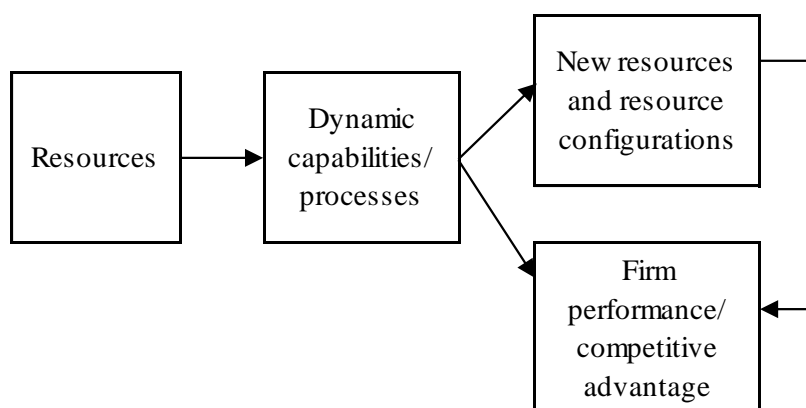 Resources
Dynamic
capabilities/
processes
New resources
and resource
configurations
Firm
performance/
competitive
advantage